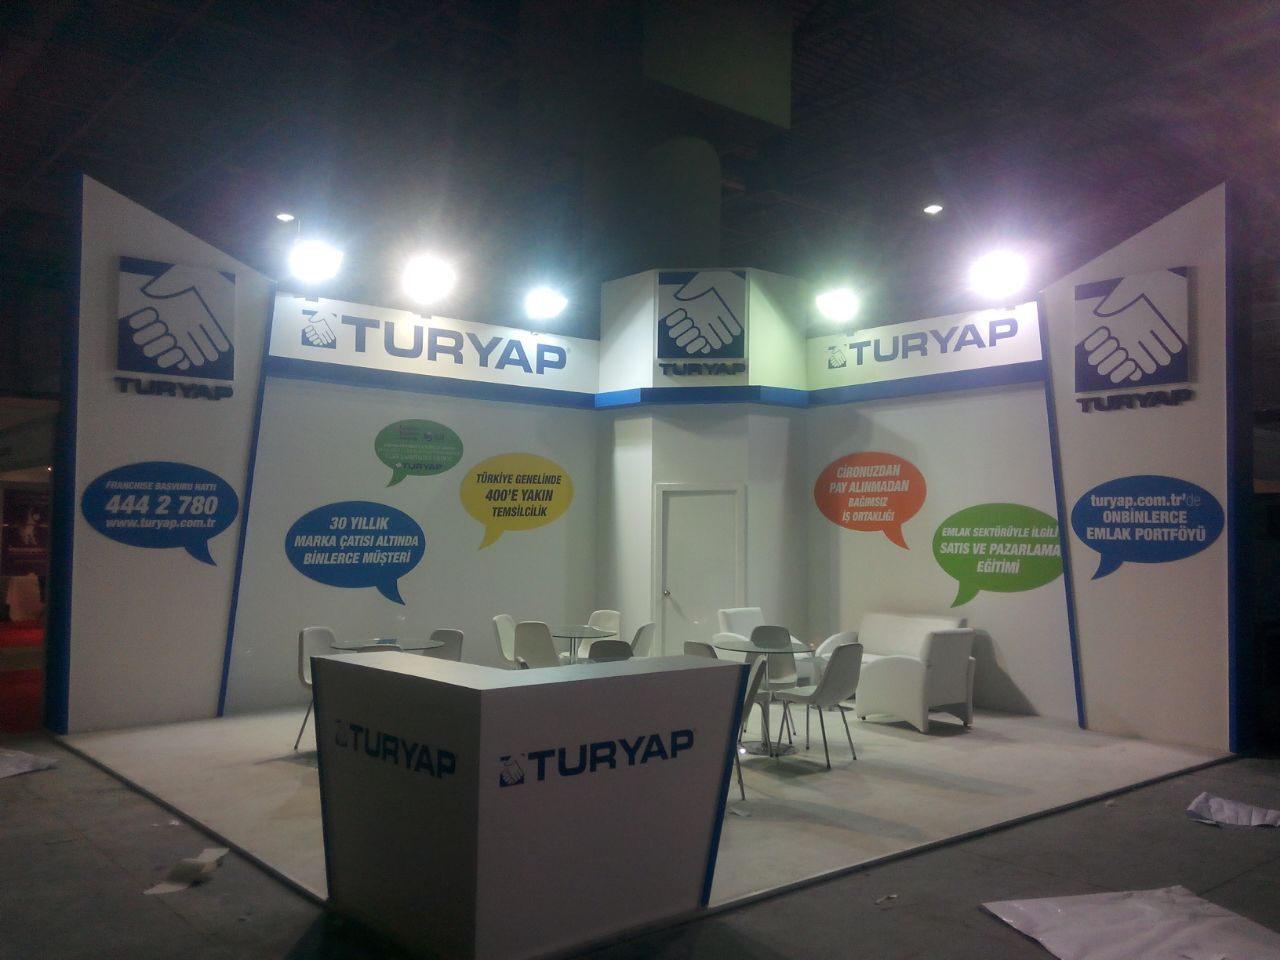 TURYAP
TURYAP
TURYAP
TURYAP
TURYAP
FRANCHISE BAŞVURU HATTI
444 2 780
www.turyap.com.tr
30 YILLIK
MARKA ÇATISI ALTINDA
BİNLERCE MÜŞTERİ
TURYAP
TÜRKİYE GENELİNDE
400'E YAKIN
TEMSİLCİLİK
CİRONUZDAN
PAY ALINMADAN
BAĞIMSIZ
İŞ ORTAKLIĞI
EMLAK SEKTÖRÜYLE İLGİLİ
SATIS VE PAZARLAMA
EĞİTİMİ
turyap.com.tr'de
ONBİNLERCE
EMLAK PORTFÖYÜ
TURYAP
TURYAP